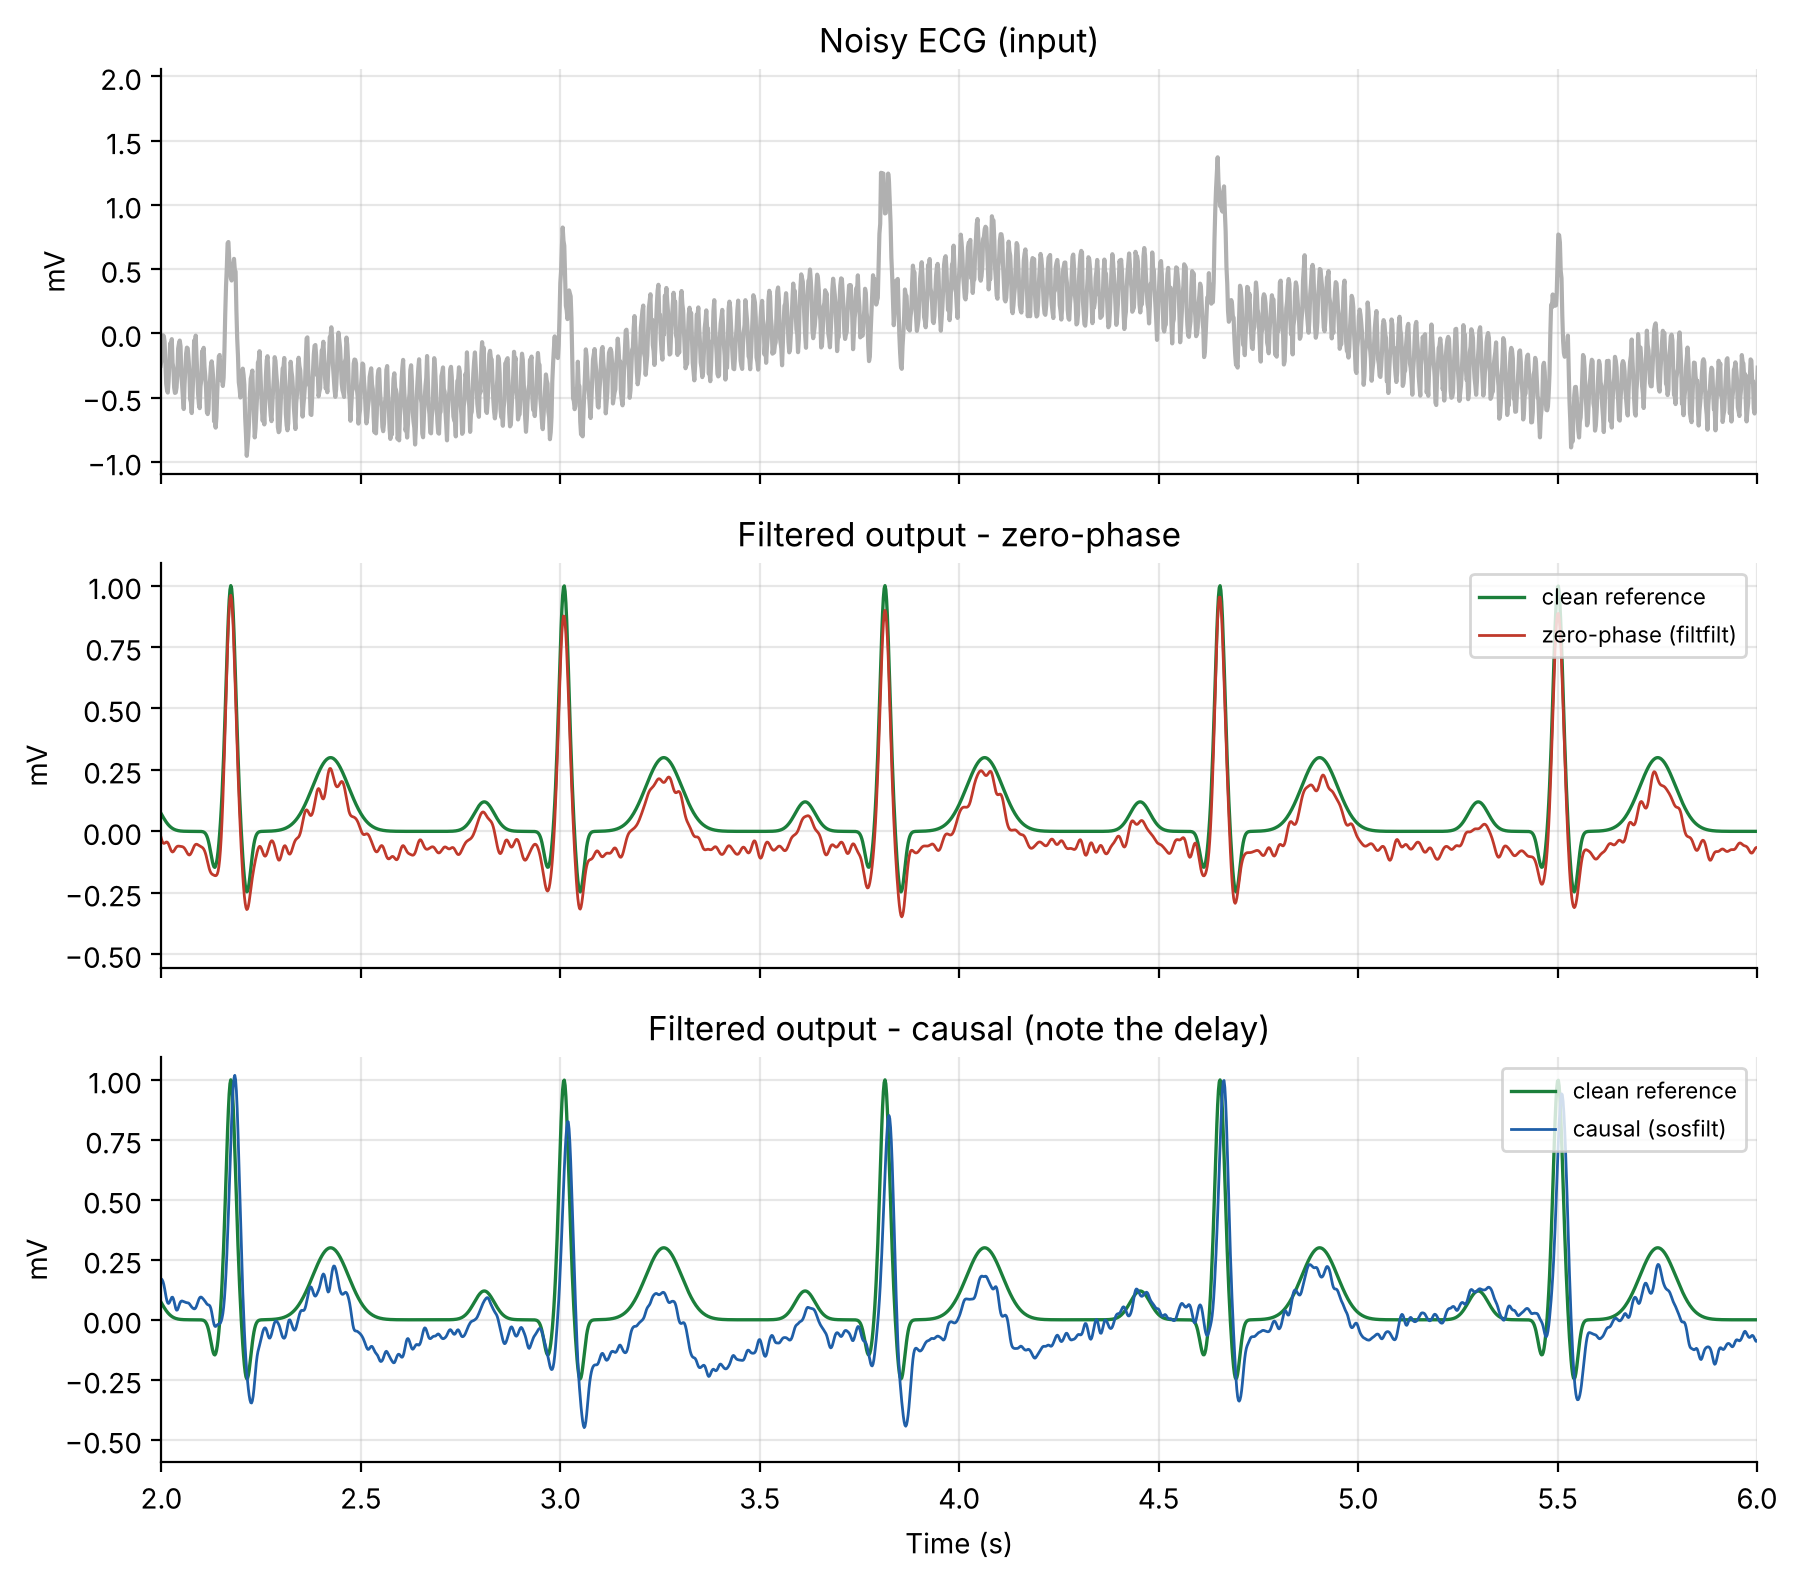 Noisy ECG (input)
2.0
1.5
1.0
0.5
0.0
−0.5
−1.0
mV
Filtered output - zero-phase
1.00
0.75
0.50
0.25
0.00
−0.25
−0.50
mV
clean reference
zero-phase (filtfilt)
Filtered output - causal (note the delay)
1.00
0.75
0.50
0.25
0.00
−0.25
−0.50
mV
clean reference
causal (sosfilt)
2.0 2.5 3.0 3.5 4.0 4.5 5.0 5.5 6.0
Time (s)